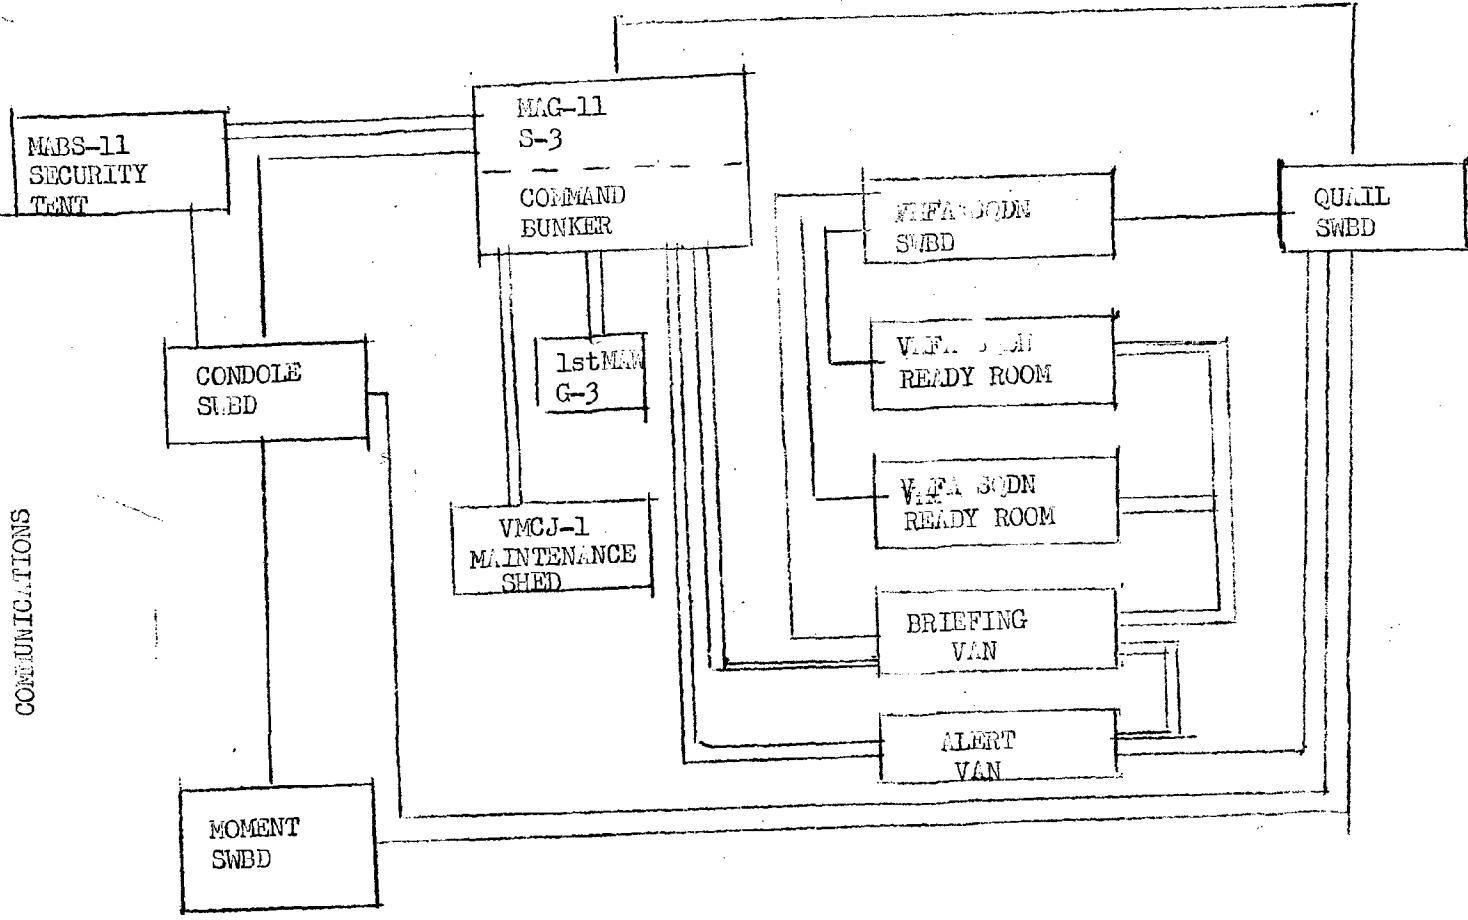 MAG-11
S-3
COMMAND
BUNKER
MABS-11
SECURITY
TENT
QUAIL
SWBD
SQDN
SWBD
CONDOLE
SWBD
1stMAW
G-3
READY ROOM
SQDN
READY ROOM
VMCJ-1
MAINTENANCE
SHED
BRIEFING
VAN
ALERT
VAN
MOMENT
SWBD
COMMUNICATIONS